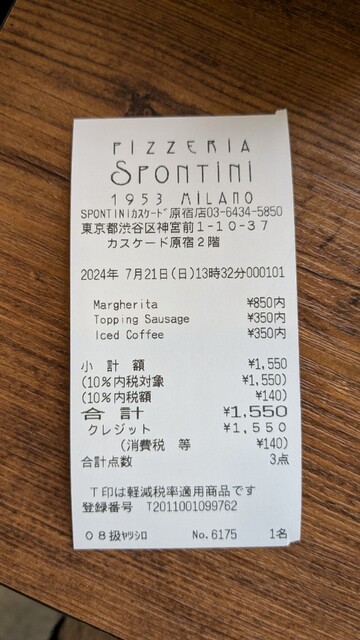 PIZZERIA
SPONTINI
1953 MILANO
SPONTINIｶｽｹｰﾄﾞ原宿店03-6434-5850
東京都渋谷区神宮前1-10-37
カスケード原宿2階
2024年 7月21日(日)13時32分000101
Margherita ¥850内
Topping Sausage ¥350内
Iced Coffee ¥350内
小 計 額 ¥1,550
(10%内税対象 ¥1,550)
(10%内税額 ¥140)
合計 ¥1,550
クレジット ¥1,550
(消費税 等 ¥140)
合計点数 3点
T印は軽減税率適用商品です
登録番号 T2011001099762
08扱ﾔﾂｼﾛ No.6175 1名